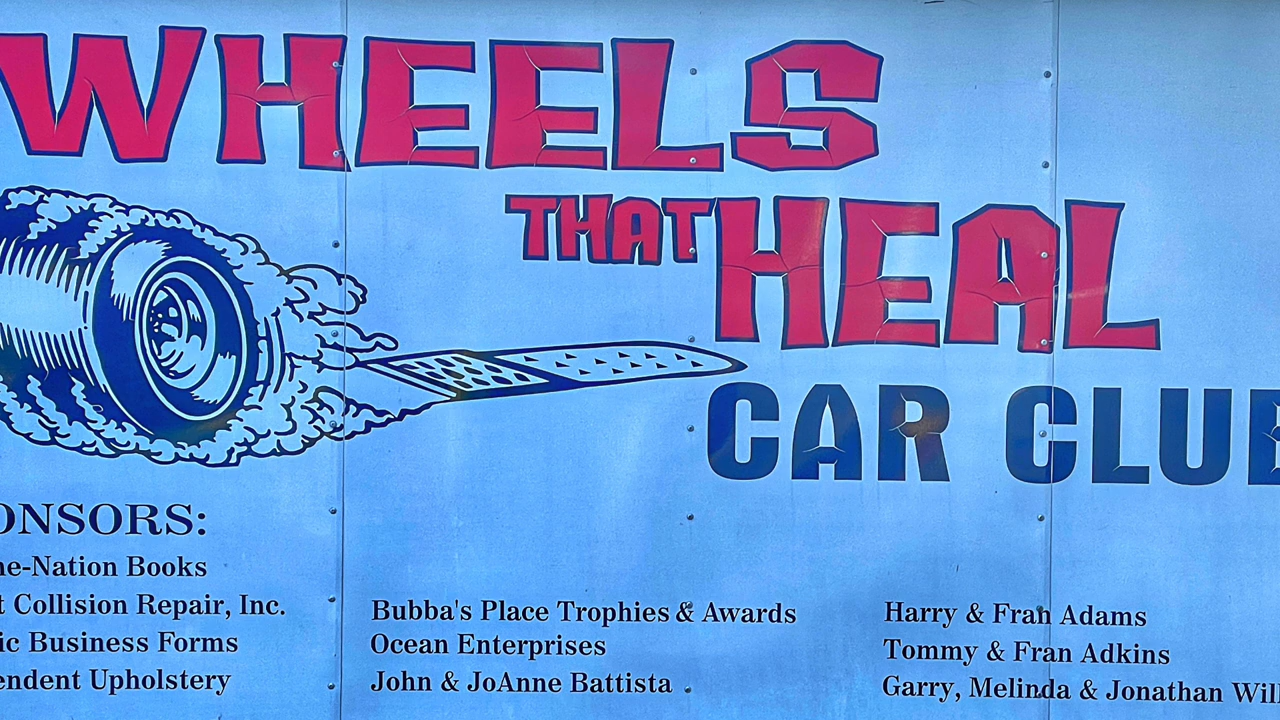 WHEELS
THAT HEAL
CAR CLUB
ONSORS:
ne-Nation Books
t Collision Repair, Inc.
ic Business Forms
endent Upholstery
Bubba's Place Trophies & Awards
Ocean Enterprises
John & JoAnne Battista
Harry & Fran Adams
Tommy & Fran Adkins
Garry, Melinda & Jonathan Will